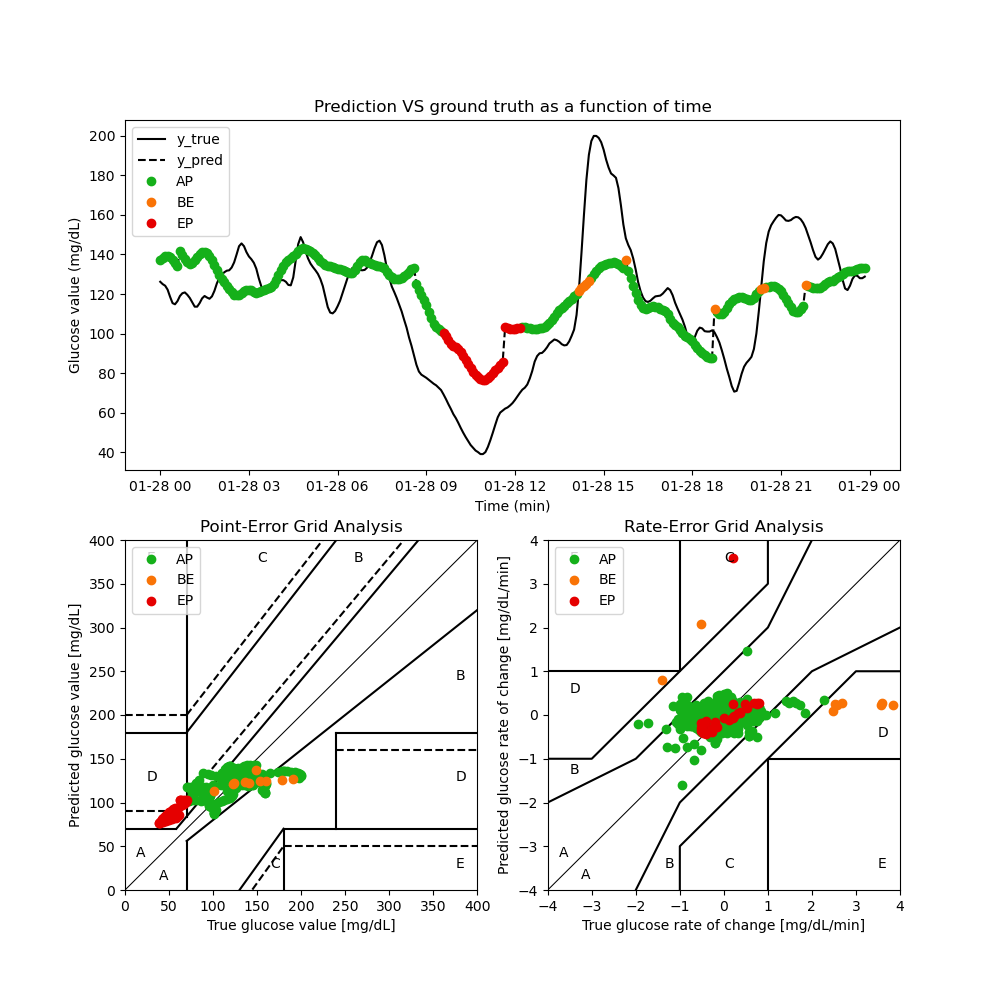 Prediction VS ground truth as a function of time
Glucose value (mg/dL)
200
180
160
140
120
100
80
60
40
y_true
y_pred
AP
BE
EP
01-28 00 01-28 03 01-28 06 01-28 09 01-28 12 01-28 15 01-28 18 01-28 21 01-29 00
Time (min)
Point-Error Grid Analysis
Predicted glucose value [mg/dL]
400
350
300
250
200
150
100
50
0
AP
BE
EP
C B
B
D D
A
A C E
0 50 100 150 200 250 300 350 400
True glucose value [mg/dL]
Rate-Error Grid Analysis
Predicted glucose rate of change [mg/dL/min]
4
3
2
1
0
−1
−2
−3
−4
AP
BE
EP
C
D
D
B
A
A B C E
−4 −3 −2 −1 0 1 2 3 4
True glucose rate of change [mg/dL/min]